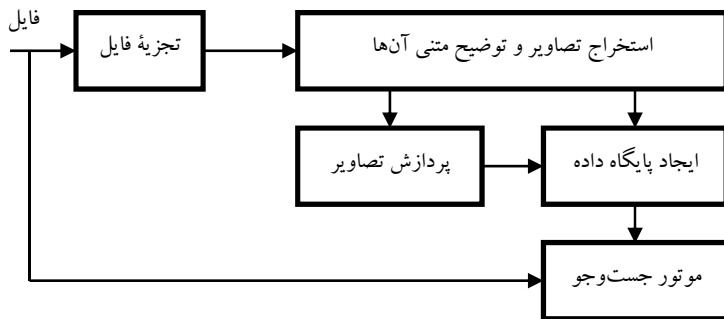 فایل
تجزیهٔ فایل
استخراج تصاویر و توضیح متنی آن‌ها
پردازش تصاویر
ایجاد پایگاه داده
موتور جست‌وجو